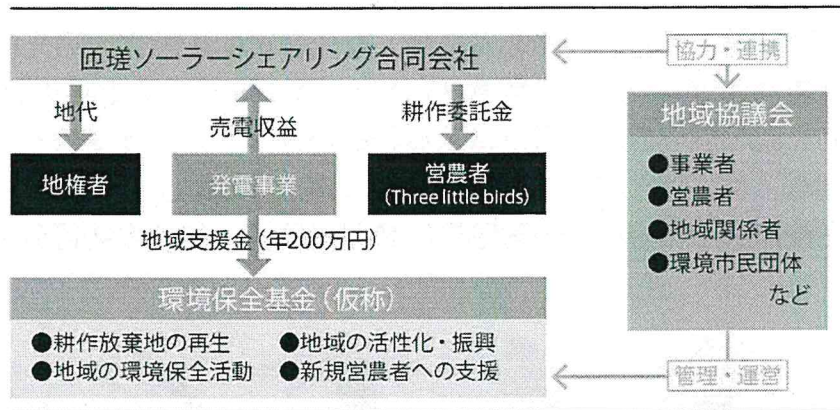 匝瑳ソーラーシェアリング合同会社
協力・連携
地代
売電収益
耕作委託金
地権者
発電事業
営農者
(Three little birds)
地域支援金(年200万円)
地域協議会
●事業者
●営農者
●地域関係者
●環境市民団体
など
環境保全基金(仮称)
●耕作放棄地の再生
●地域の活性化・振興
●地域の環境保全活動
●新規営農者への支援
管理・運営